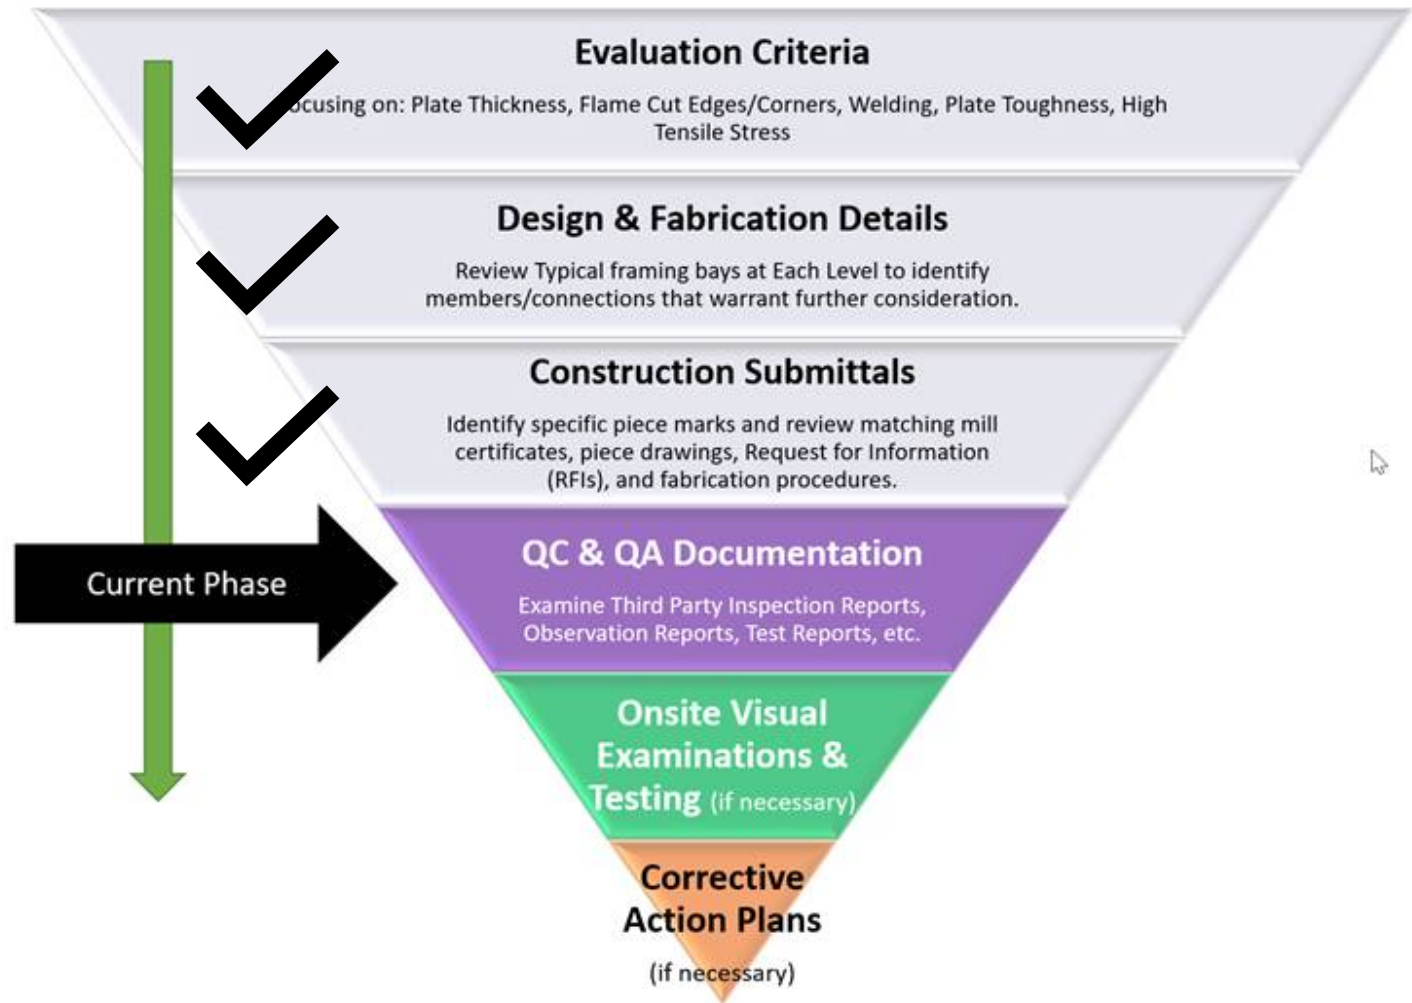 Evaluation Criteria
ocusing on: Plate Thickness, Flame Cut Edges/Corners, Welding, Plate Toughness, High
Tensile Stress
Design & Fabrication Details
Review Typical framing bays at Each Level to identify
members/connections that warrant further consideration.
Construction Submittals
Identify specific piece marks and review matching mill
certificates, piece drawings, Request for Information
(RFIs), and fabrication procedures.
Current Phase
QC & QA Documentation
Examine Third Party Inspection Reports,
Observation Reports, Test Reports, etc.
Onsite Visual
Examinations &
Testing (if necessary)
Corrective
Action Plans
(if necessary)